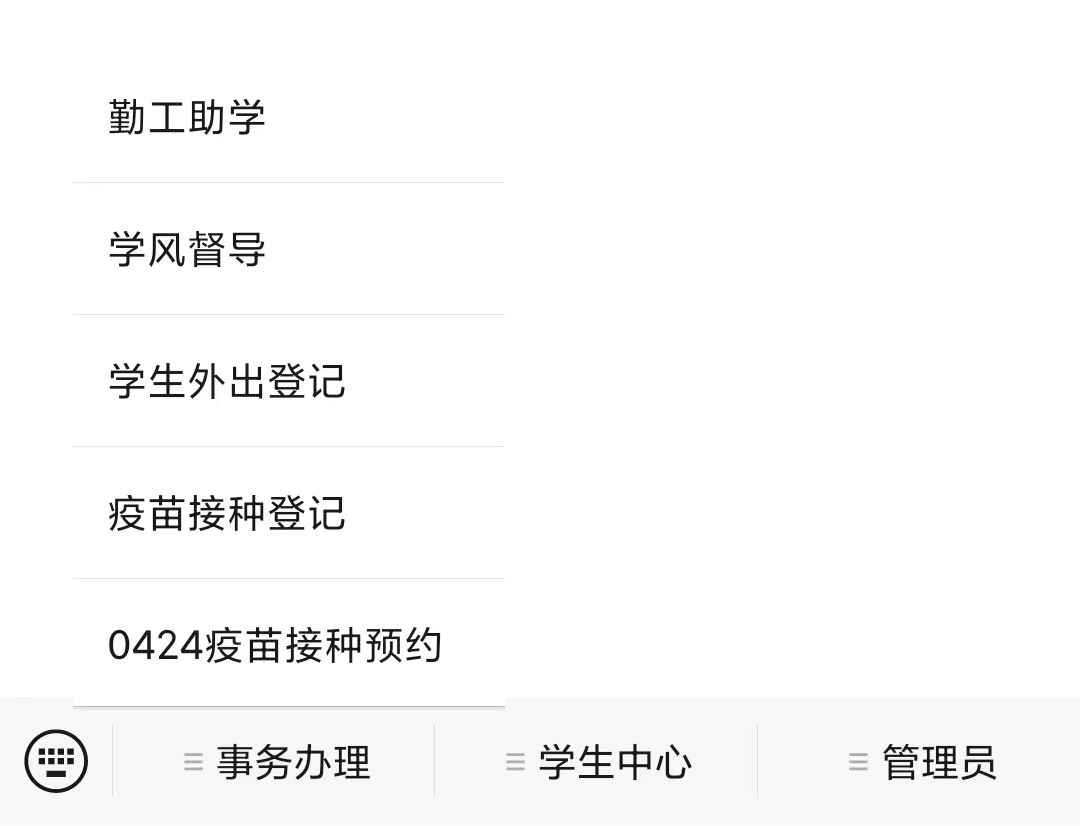 勤工助学
学风督导
学生外出登记
疫苗接种登记
0424疫苗接种预约
事务办理
学生中心
管理员